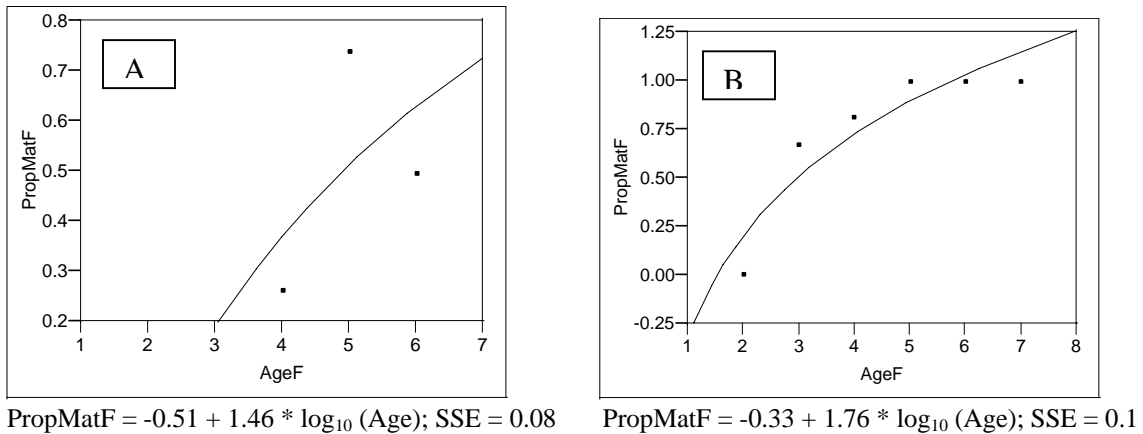 A
0.8
0.7
0.6
0.5
0.4
0.3
0.2
PropMatF
1 2 3 4 5 6 7
AgeF
B
1.25
1.00
0.75
0.50
0.25
0.00
-0.25
PropMatF
1 2 3 4 5 6 7 8
AgeF
PropMatF = -0.51 + 1.46 * log₁₀ (Age); SSE = 0.08
PropMatF = -0.33 + 1.76 * log₁₀ (Age); SSE = 0.1